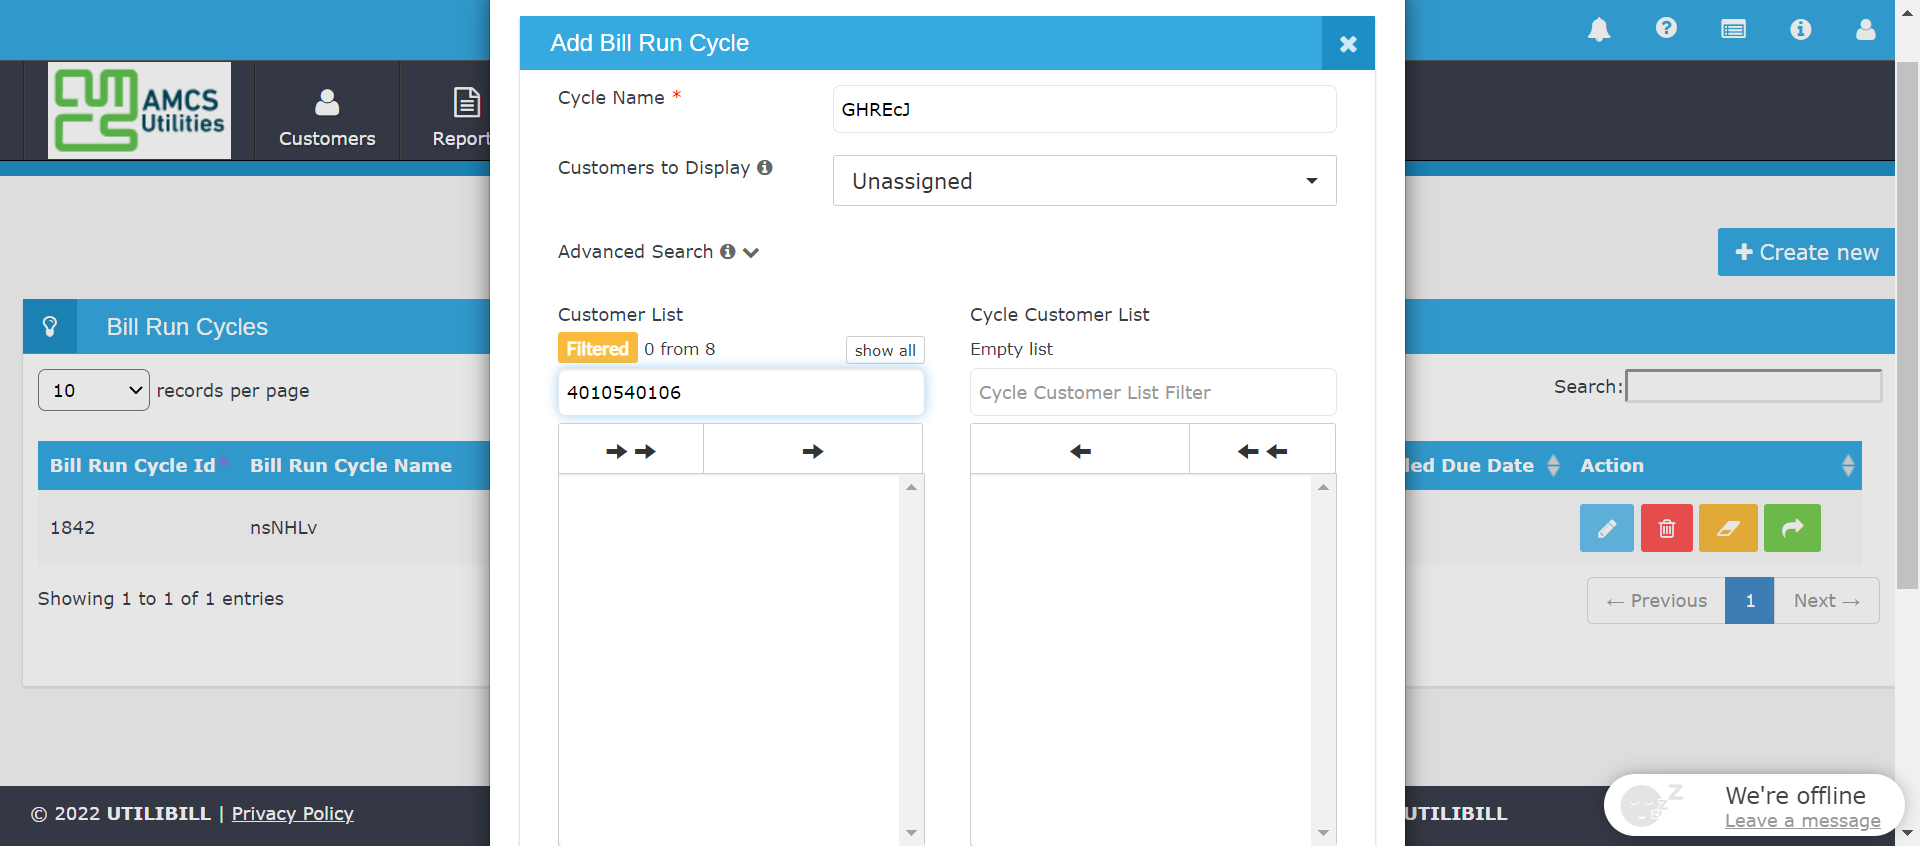 Add Bill Run Cycle
AMCS
Utilities
Customers
Report
Cycle Name *
GHREcJ
Customers to Display
Unassigned
Advanced Search
Create new
Bill Run Cycles
Customer List
Filtered 0 from 8
show all
4010540106
Cycle Customer List
Empty list
Cycle Customer List Filter
10 records per page
Search:
Bill Run Cycle Id
Bill Run Cycle Name
led Due Date
Action
1842
nsNHLv
Showing 1 to 1 of 1 entries
← Previous 1 Next →
© 2022 UTILIBILL | Privacy Policy
UTILIBILL
We're offline
Leave a message